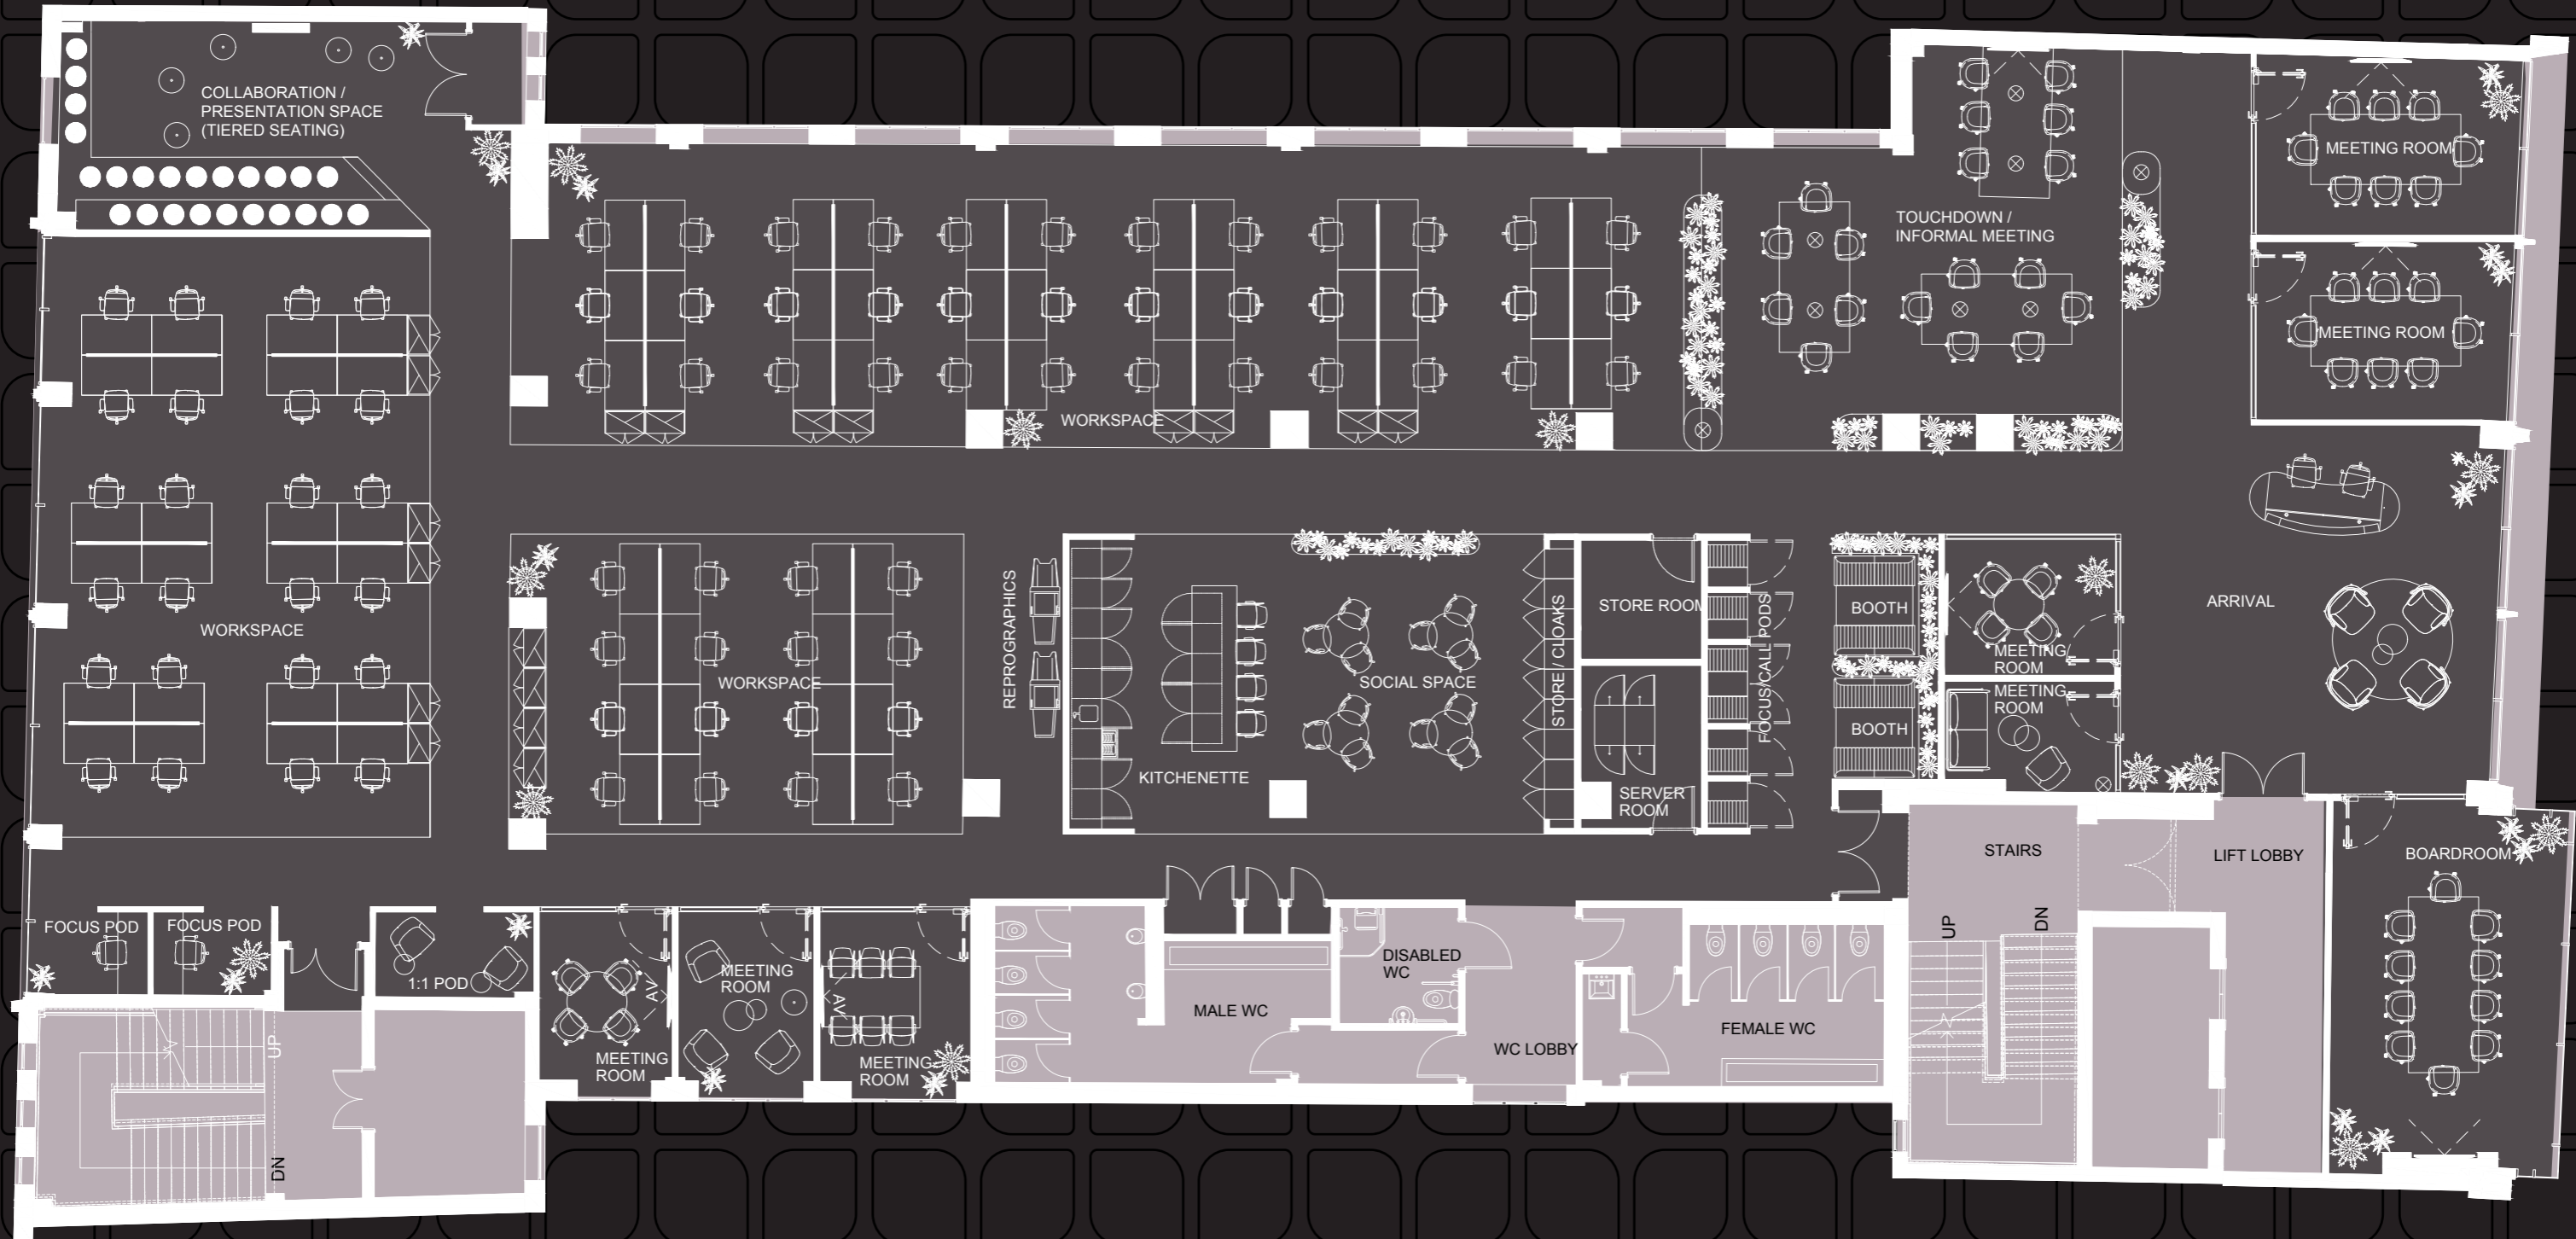 COLLABORATION /
PRESENTATION SPACE
(TIERED SEATING)
MEETING ROOM
TOUCHDOWN /
INFORMAL MEETING
MEETING ROOM
WORKSPACE
WORKSPACE
WORKSPACE
REPROGRAPHICS
KITCHENETTE
SOCIAL SPACE
STORE / CLOAKS
STORE ROOM
SERVER
ROOM
FOCUS/CALL PODS
BOOTH
BOOTH
MEETING
ROOM
MEETING
ROOM
ARRIVAL
STAIRS
LIFT LOBBY
BOARDROOM
UP
DN
FOCUS POD
FOCUS POD
1:1 POD
MEETING
ROOM
AV
MEETING
ROOM
AV
MEETING
ROOM
MALE WC
DISABLED
WC
WC LOBBY
FEMALE WC
UP
DN